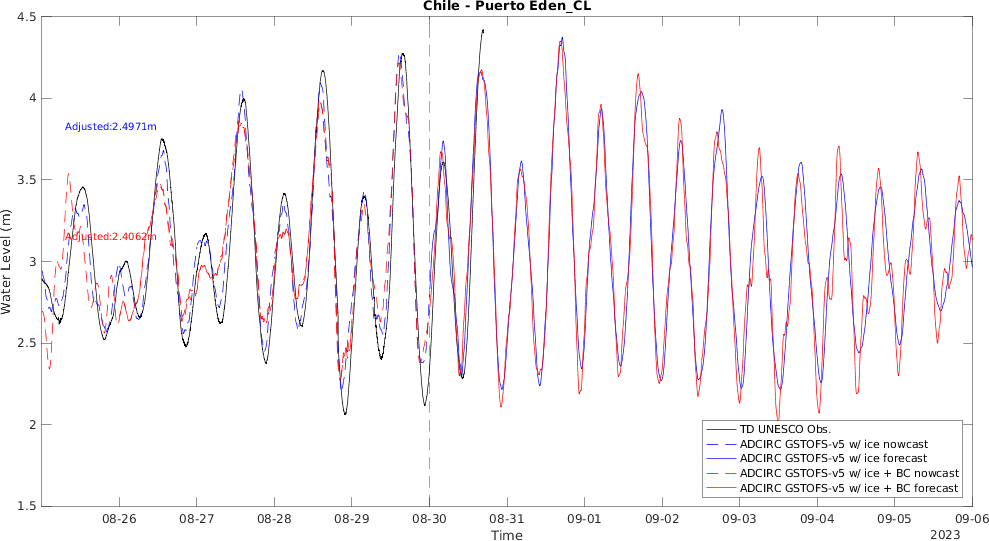 Chile - Puerto Eden_CL
4.5
4
3.5
3
2.5
2
1.5
Water Level (m)
Adjusted:2.4971m
Adjusted:2.4062m
TD UNESCO Obs.
ADCIRC GSTOFS-v5 w/ ice nowcast
ADCIRC GSTOFS-v5 w/ ice forecast
ADCIRC GSTOFS-v5 w/ ice + BC nowcast
ADCIRC GSTOFS-v5 w/ ice + BC forecast
08-26 08-27 08-28 08-29 08-30 08-31 09-01 09-02 09-03 09-04 09-05 09-06
Time
2023